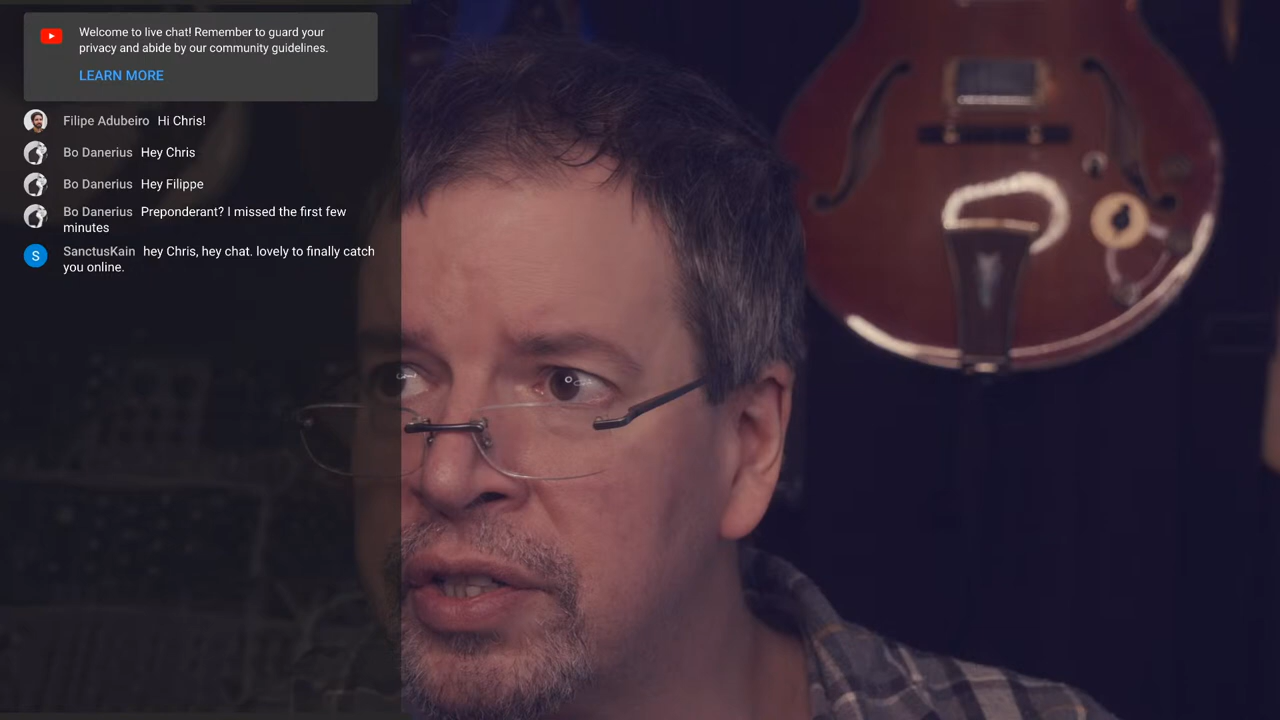 Welcome to live chat! Remember to guard your
privacy and abide by our community guidelines.
LEARN MORE
Filipe Adubeiro Hi Chris!
Bo Danerius Hey Chris
Bo Danerius Hey Filippe
Bo Danerius Preponderant? I missed the first few
minutes
S SanctusKain hey Chris, hey chat. lovely to finally catch
you online.